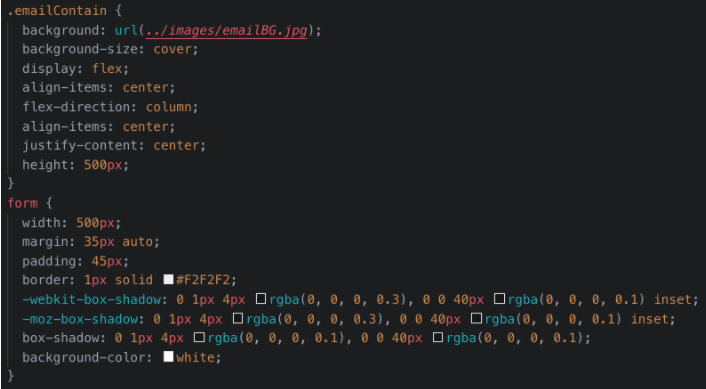 .emailContain {
background: url(../images/emailBG.jpg);
background-size: cover;
display: flex;
align-items: center;
flex-direction: column;
align-items: center;
justify-content: center;
height: 500px;
}
form {
width: 500px;
margin: 35px auto;
padding: 45px;
border: 1px solid #F2F2F2;
-webkit-box-shadow: 0 1px 4px rgba(0, 0, 0, 0.3), 0 0 40px rgba(0, 0, 0, 0.1) inset;
-moz-box-shadow: 0 1px 4px rgba(0, 0, 0, 0.3), 0 0 40px rgba(0, 0, 0, 0.1) inset;
box-shadow: 0 1px 4px rgba(0, 0, 0, 0.1), 0 0 40px rgba(0, 0, 0, 0.1);
background-color: white;
}